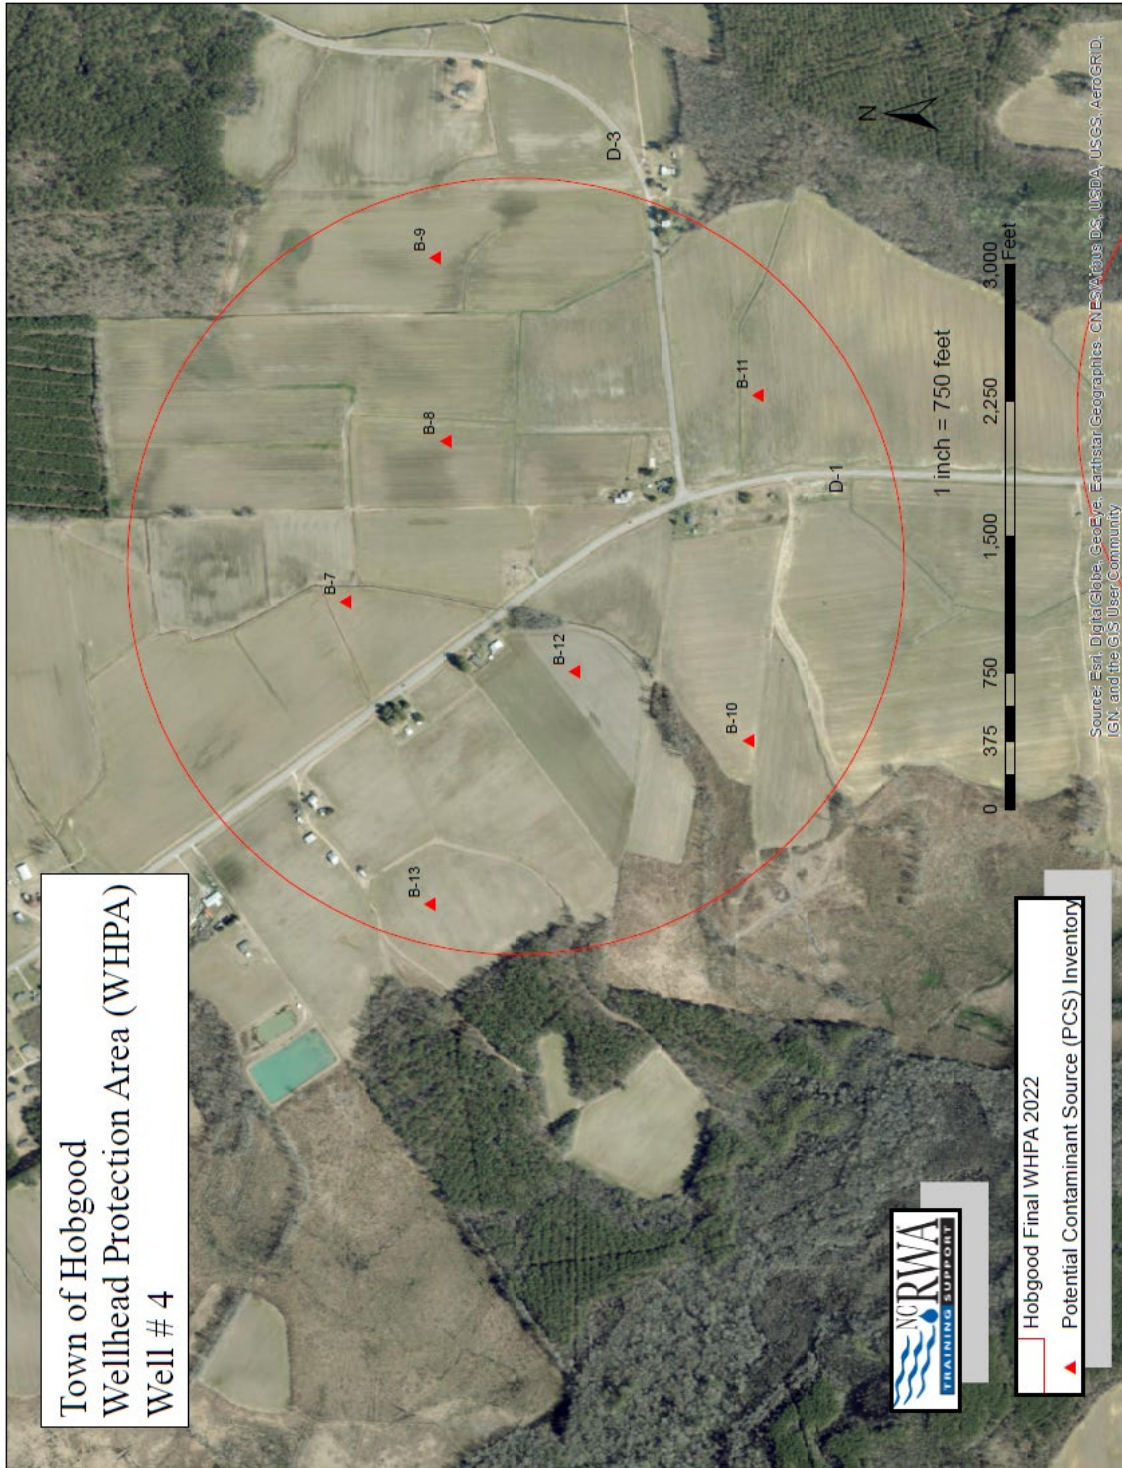 Town of Hobgood
Wellhead Protection Area (WHPA)
Well # 4
B-7
B-8
B-9
B-13
B-12
B-10
B-11
D-3
D-1
N
1 inch = 750 feet
0 375 750 1,500 2,250 3,000
Feet
Source: Esri, DigitalGlobe, GeoEye, Earthstar Geographics, CNES/Airbus DS, USDA, USGS, AeroGRID,
IGN, and the GIS User Community
NCRWA
TRAINING SUPPORT
Hobgood Final WHPA 2022
Potential Contaminant Source (PCS) Inventory